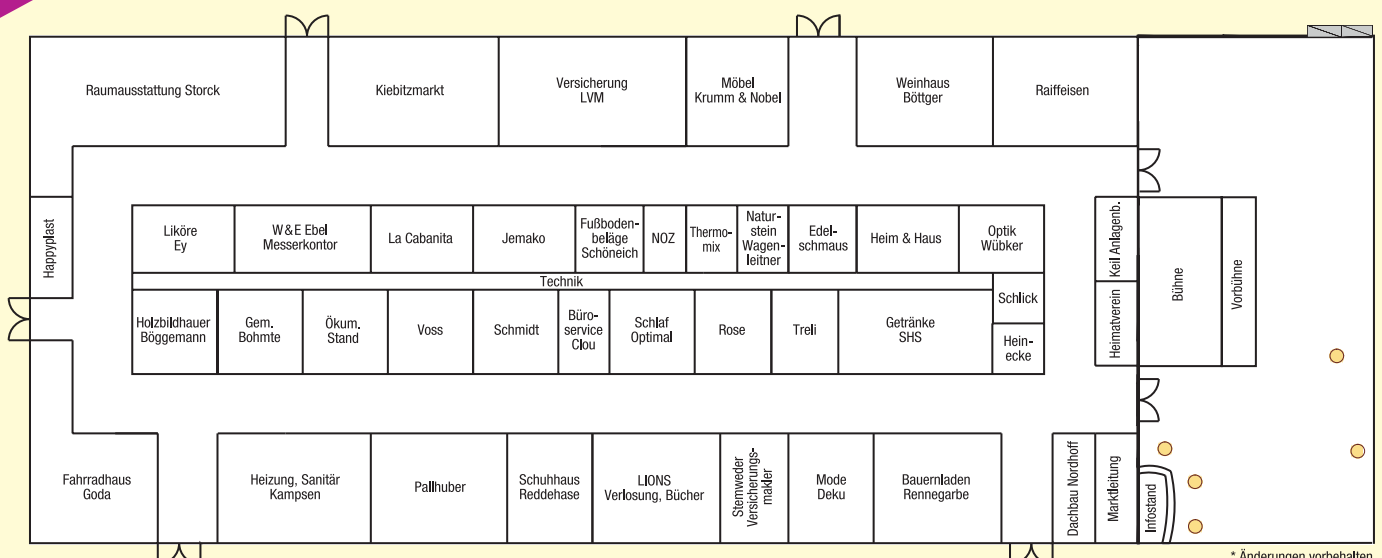 Raumausstattung Storck
Kiebitzmarkt
Versicherung
LVM
Möbel
Krumm & Nobel
Weinhaus
Böttger
Raiffeisen
Happyplast
Liköre
Ey
W&E Ebel
Messerkontor
La Cabanita
Jemako
Fußboden-
beläge
Schöneich
NOZ
Thermo-
mix
Natur-
stein
Wagen-
leitner
Edel-
schmaus
Heim & Haus
Optik
Wübker
Keil Anlagenb.
Bühne
Vorbühne
Technik
Holzbildhauer
Böggemann
Gem.
Bohmte
Ökum.
Stand
Voss
Schmidt
Büro-
service
Clou
Schlaf
Optimal
Rose
Treli
Getränke
SHS
Schlick
Hein-
ecke
Heimatverein
Fahrradhaus
Goda
Heizung, Sanitär
Kampsen
Pallhuber
Schuhhaus
Reddehase
LIONS
Verlosung, Bücher
Stemweder
Versicherungs-
makler
Mode
Deku
Bauernladen
Rennegarbe
Dachbau Nordhoff
Marktleitung
Infostand
* Änderungen vorbehalten